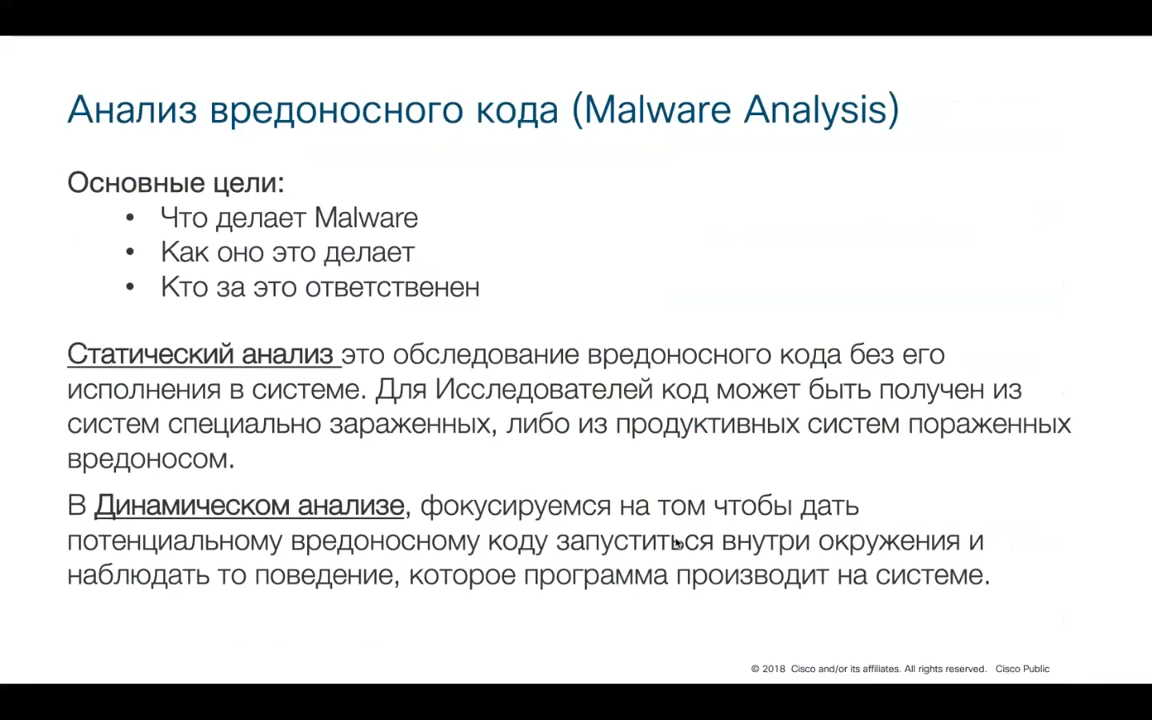 Анализ вредоносного кода (Malware Analysis)
Основные цели:
• Что делает Malware
• Как оно это делает
• Кто за это ответственен
Статический анализ это обследование вредоносного кода без его
исполнения в системе. Для Исследователей код может быть получен из
систем специально зараженных, либо из продуктивных систем пораженных
вредоносом.
В Динамическом анализе, фокусируемся на том чтобы дать
потенциальному вредоносному коду запуститься внутри окружения и
наблюдать то поведение, которое программа производит на системе.
© 2018 Cisco and/or its affiliates. All rights reserved. Cisco Public